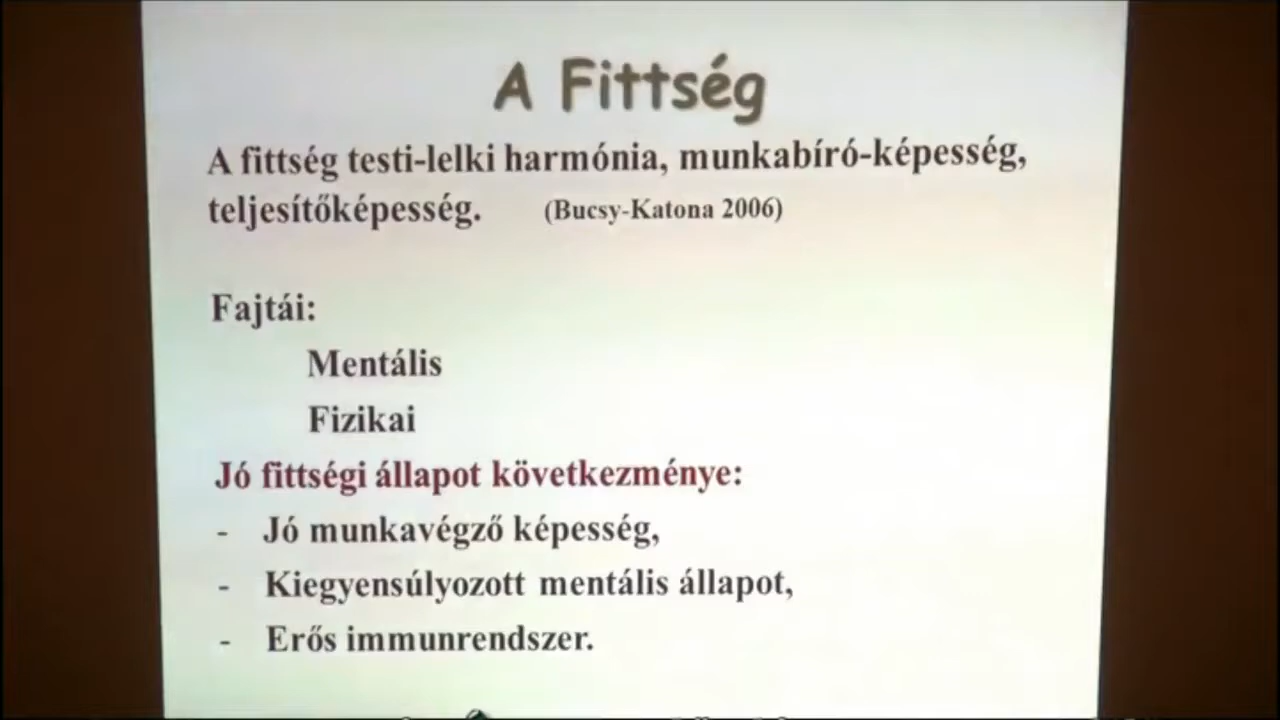 A Fittség
A fittség testi-lelki harmónia, munkabíró-képesség,
teljesítőképesség. (Bucsy-Katona 2006)
Fajtái:
Mentális
Fizikai
Jó fittségi állapot következménye:
- Jó munkavégző képesség,
- Kiegyensúlyozott mentális állapot,
- Erős immunrendszer.